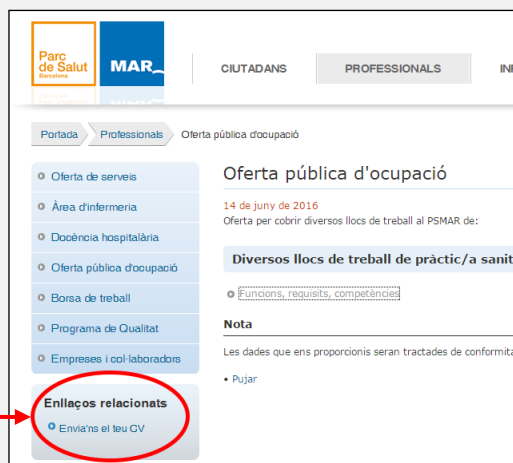 Parc
de Salut
Barcelona
MAR
CIUTADANS
PROFESSIONALS
Portada
Professionals
Oferta pública d'ocupació
Oferta de serveis
Àrea d'infermeria
Docència hospitalària
Oferta pública d'ocupació
Borsa de treball
Programa de Qualitat
Empreses i col·laboradors
Enllaços relacionats
Envia'ns el teu CV
Oferta pública d'ocupació
14 de juny de 2016
Oferta per cobrir diversos llocs de treball al PSMAR de:
Diversos llocs de treball de pràctic/a sanit
Funcions, requisits, competències
Nota
Les dades que ens proporcionis seran tractades de conformita
• Pujar